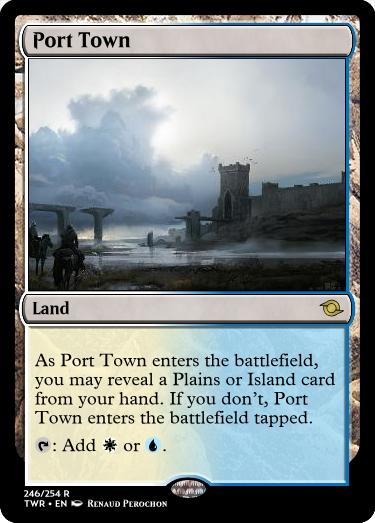 Port Town
Land
As Port Town enters the battlefield,
you may reveal a Plains or Island card
from your hand. If you don't, Port
Town enters the battlefield tapped.
: Add or .
246/254 R
TWR • EN Renaud Perochon